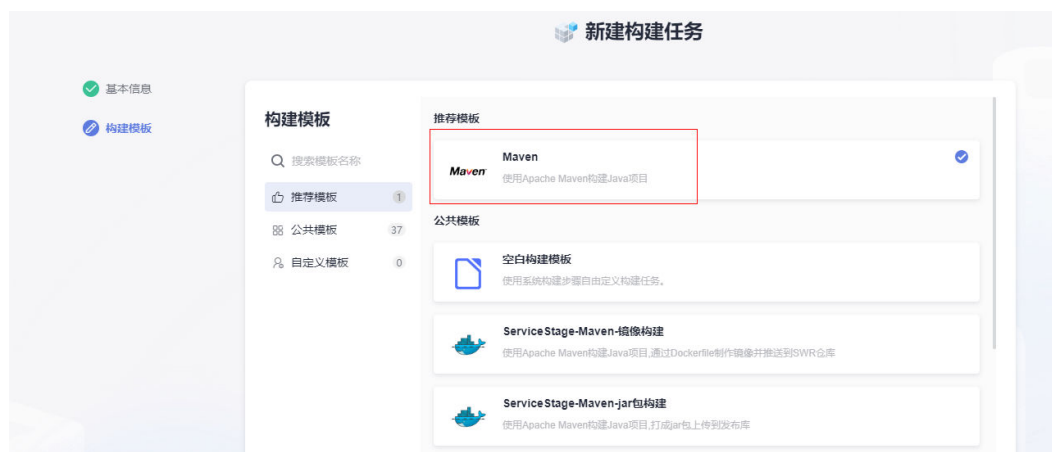 新建构建任务
基本信息
构建模板
构建模板
搜索模板名称
推荐模板 1
公共模板 37
自定义模板 0
推荐模板
Maven
Maven
使用Apache Maven构建Java项目
公共模板
空白构建模板
使用系统构建步骤自由定义构建任务。
ServiceStage-Maven-镜像构建
使用Apache Maven构建Java项目,通过Dockerfile制作镜像并推送到SWR仓库
ServiceStage-Maven-jar包构建
使用Apache Maven构建Java项目,打成jar包上传到发布库